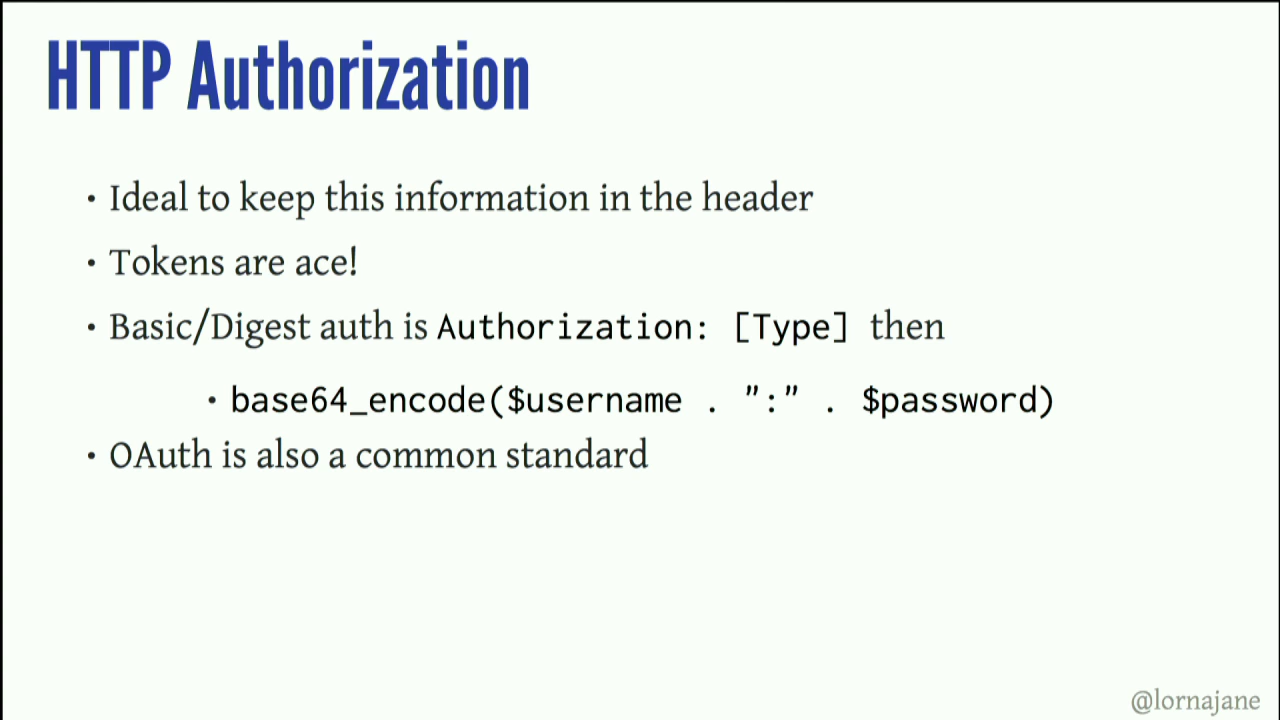 HTTP Authorization
• Ideal to keep this information in the header
• Tokens are ace!
• Basic/Digest auth is Authorization: [Type] then
• base64_encode($username . ":" . $password)
• OAuth is also a common standard
@lornajane